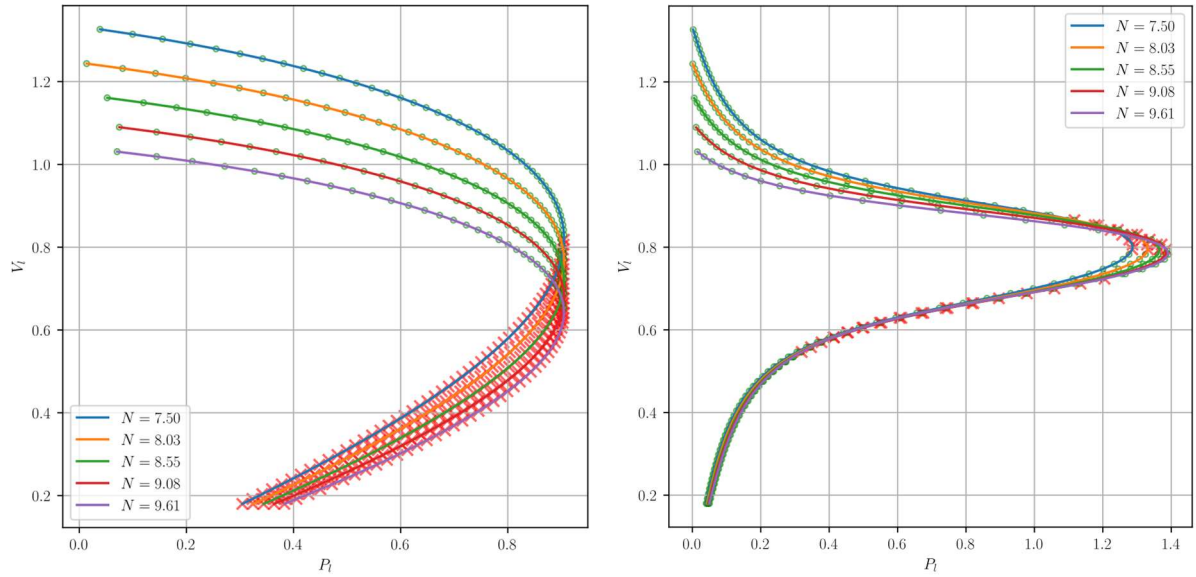 1.2
1.0
0.8
0.6
0.4
0.2
V_l
N = 7.50
N = 8.03
N = 8.55
N = 9.08
N = 9.61
0.0 0.2 0.4 0.6 0.8
P_l
1.2
1.0
0.8
0.6
0.4
0.2
V_l
N = 7.50
N = 8.03
N = 8.55
N = 9.08
N = 9.61
0.0 0.2 0.4 0.6 0.8 1.0 1.2 1.4
P_l